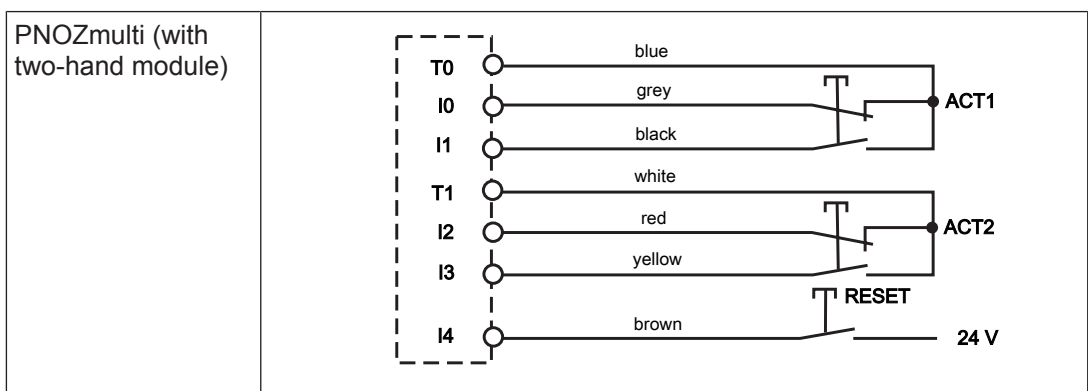 PNOZmulti (with
two-hand module)
T0 blue
I0 grey ACT1
I1 black
T1 white
I2 red ACT2
I3 yellow
RESET
I4 brown 24 V